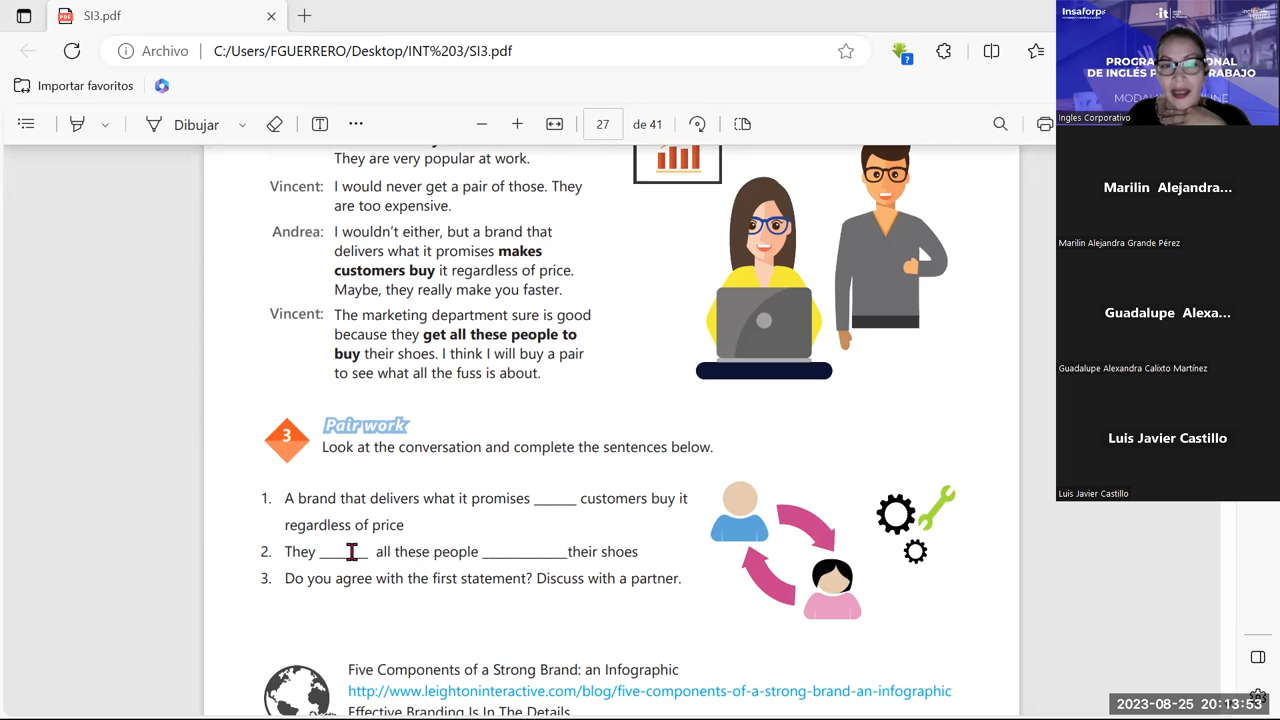 SI3.pdf
Archivo
C:/Users/FGUERRERO/Desktop/INT%203/SI3.pdf
Importar favoritos
Dibujar
27
de 41
They are very popular at work.
Vincent: I would never get a pair of those. They
are too expensive.
Andrea: I wouldn't either, but a brand that
delivers what it promises makes
customers buy it regardless of price.
Maybe, they really make you faster.
Vincent: The marketing department sure is good
because they get all these people to
buy their shoes. I think I will buy a pair
to see what all the fuss is about.
3
Pair work
Look at the conversation and complete the sentences below.
1. A brand that delivers what it promises ______ customers buy it
regardless of price
2. They _______ all these people ____________their shoes
3. Do you agree with the first statement? Discuss with a partner.
Five Components of a Strong Brand: an Infographic
http://www.leightoninteractive.com/blog/five-components-of-a-strong-brand-an-infographic
Effective Branding Is In The Details
Insaforp
Ingles Corporativo
Marilin Alejandra...
Marilin Alejandra Grande Pérez
Guadalupe Alexa...
Guadalupe Alexandra Calixto Martínez
Luis Javier Castillo
Luis Javier Castillo
2023-08-25 20:13:53